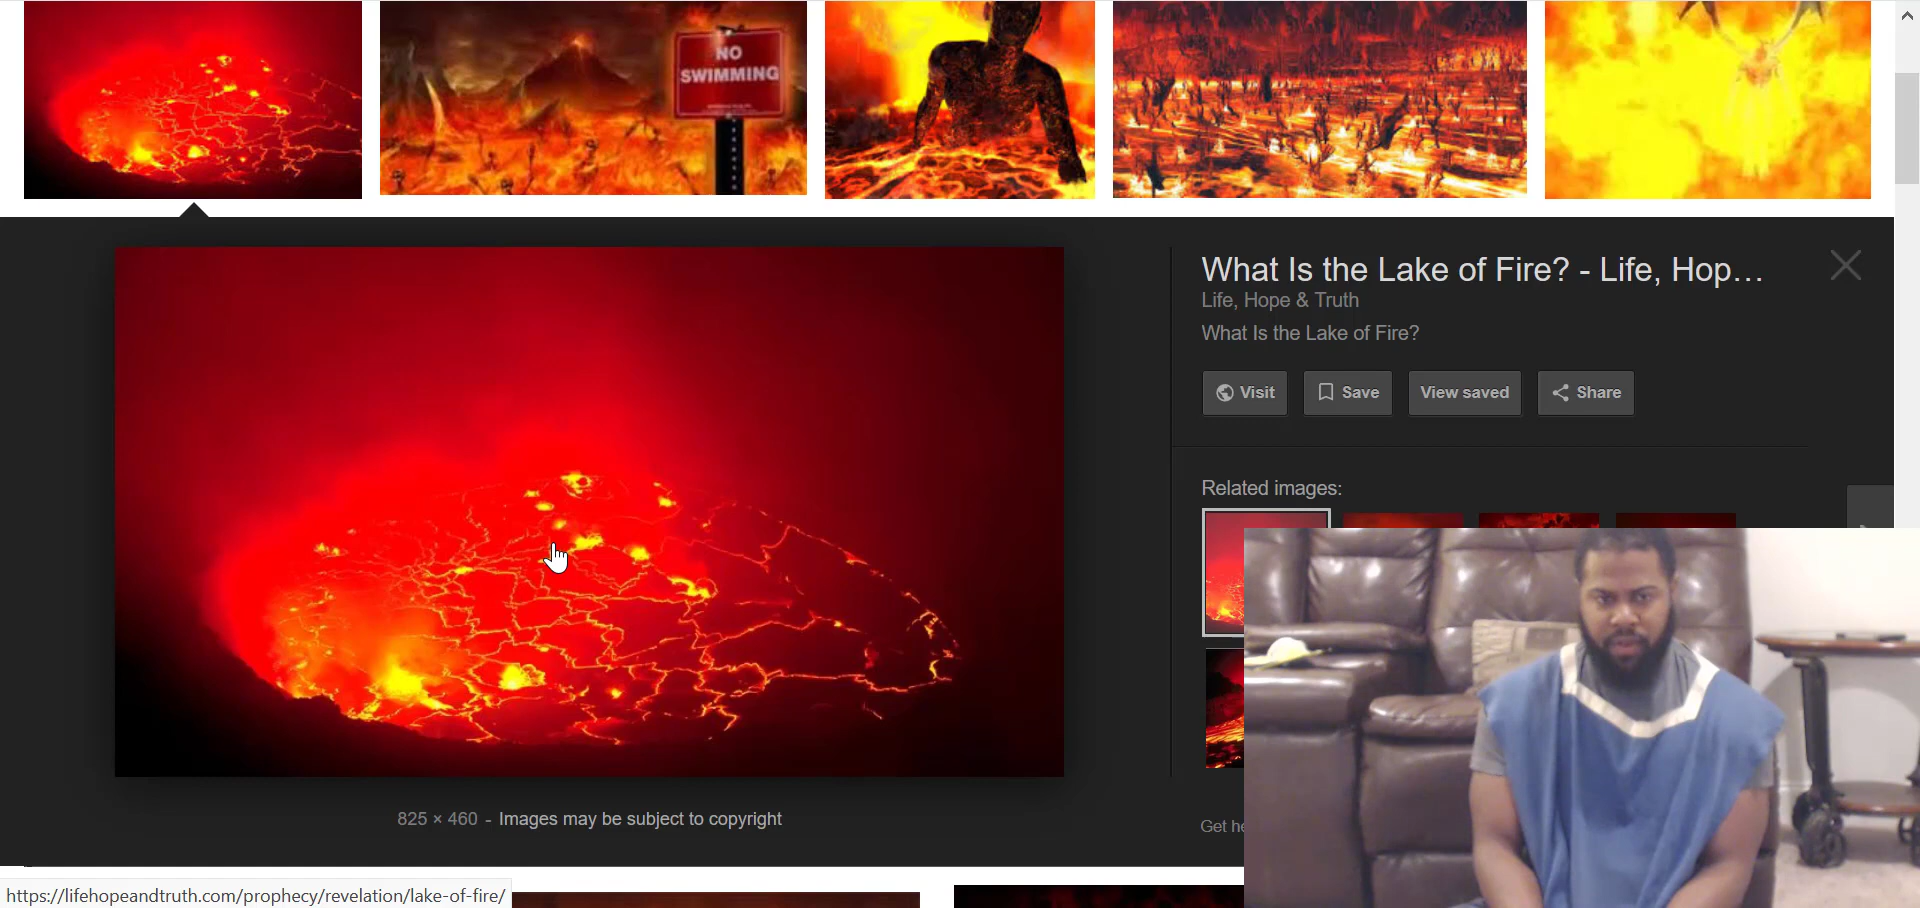 NO
SWIMMING
What Is the Lake of Fire? - Life, Hop...
Life, Hope & Truth
What Is the Lake of Fire?
Visit
Save
View saved
Share
Related images:
825 × 460 - Images may be subject to copyright
Get he
https://lifehopeandtruth.com/prophecy/revelation/lake-of-fire/